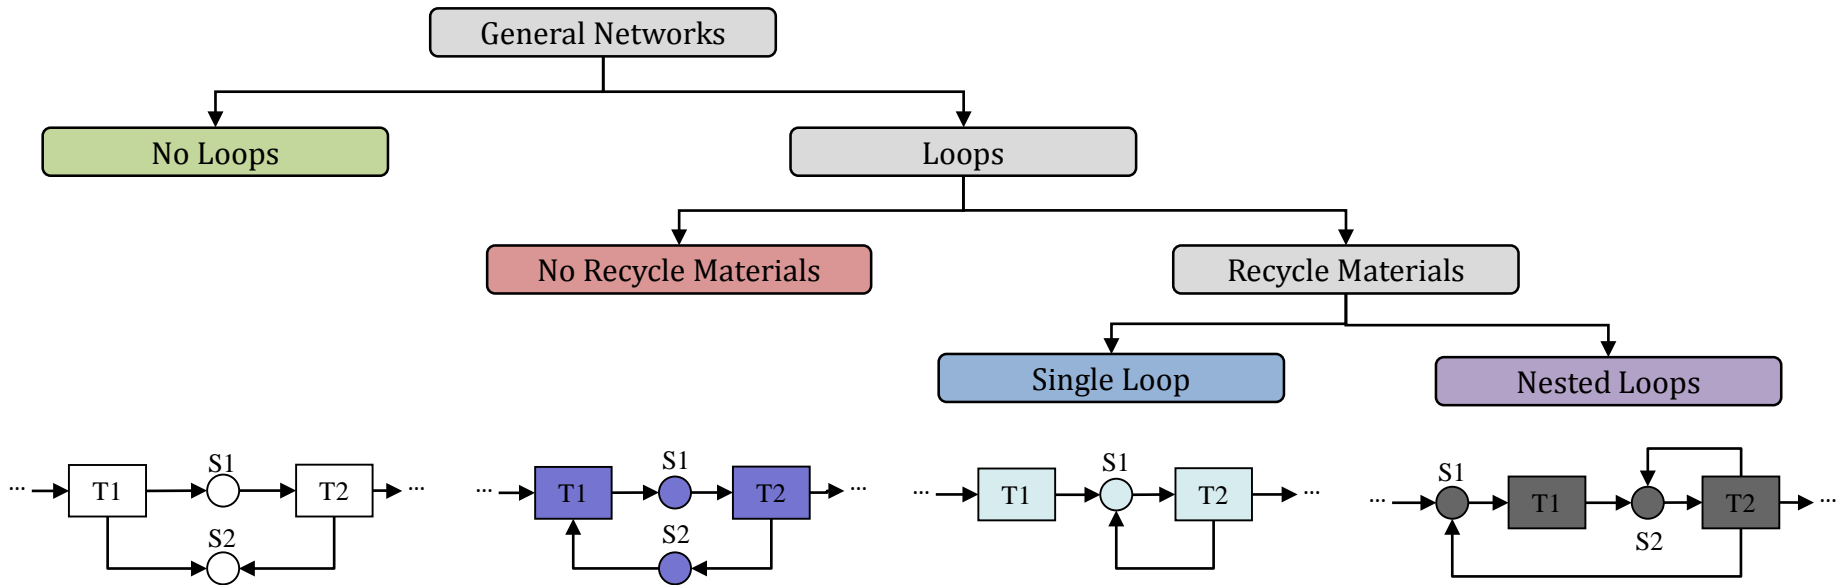 General Networks
No Loops
Loops
No Recycle Materials
Recycle Materials
Single Loop
Nested Loops
... T1 S1 T2 ...
S2
... T1 S1 T2 ...
S2
... T1 S1 T2 ...
... S1 T1 T2 ...
S2